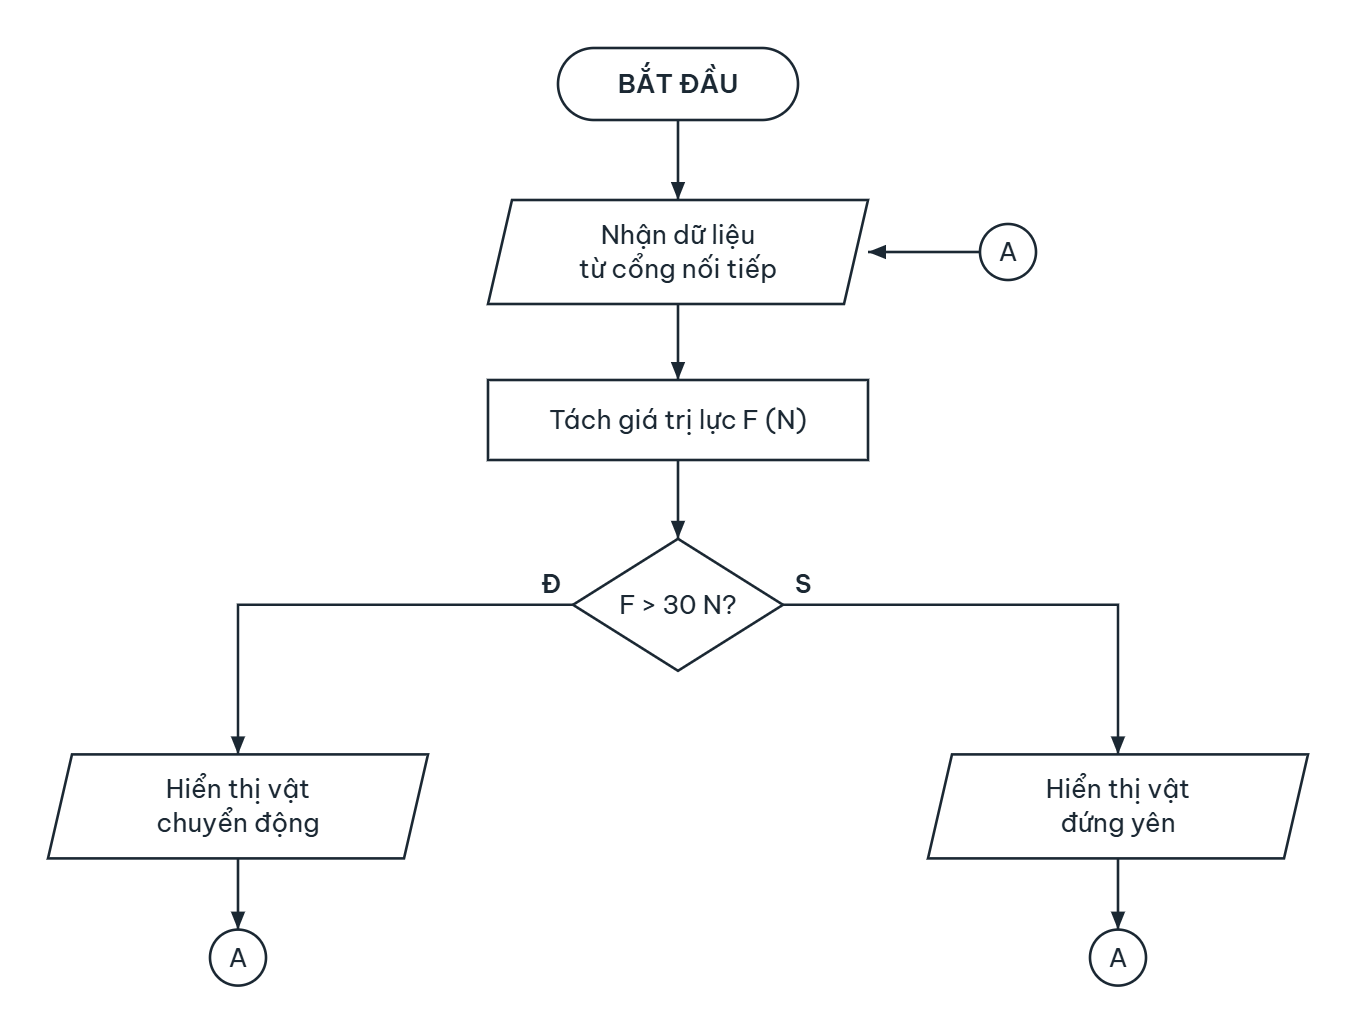 BẮT ĐẦU
Nhận dữ liệu
từ cổng nối tiếp
A
Tách giá trị lực F (N)
Đ
F > 30 N?
S
Hiển thị vật
chuyển động
Hiển thị vật
đứng yên
A
A